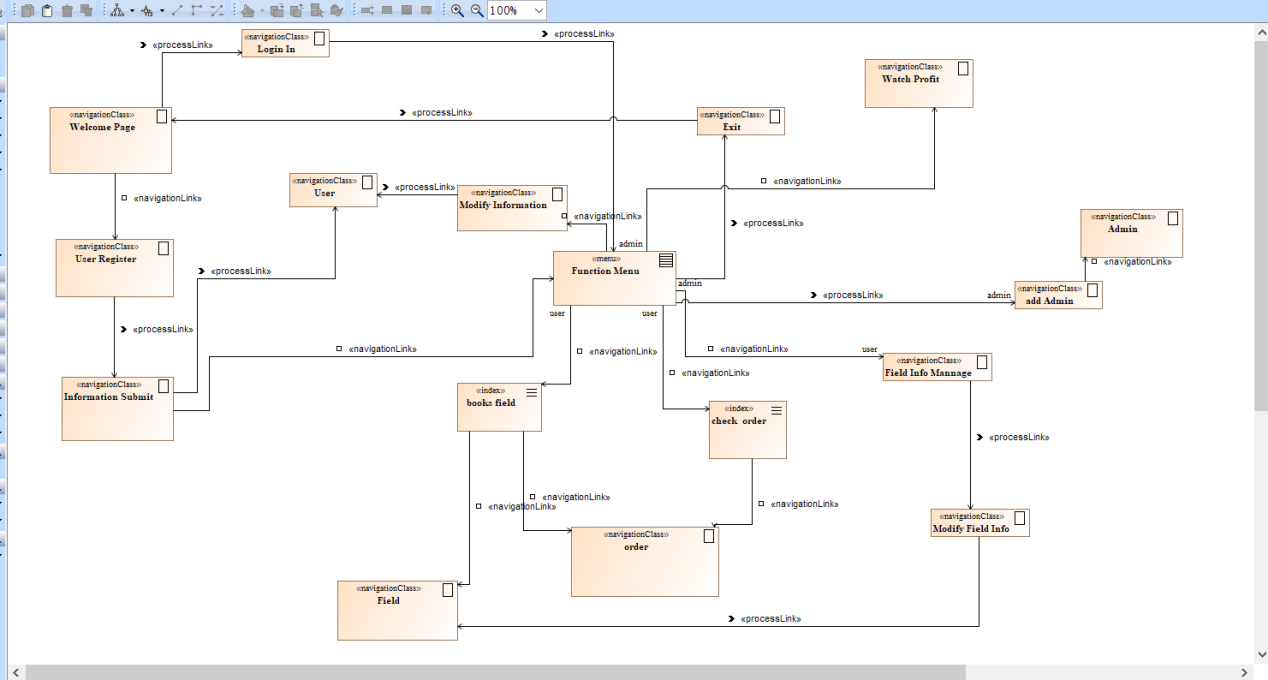 100%
«navigationClass»
Login In
«processLink»
«processLink»
«navigationClass»
Watch Profit
«navigationClass»
Welcome Page
«processLink»
«navigationClass»
Exit
«navigationClass»
User
«processLink»
«navigationClass»
Modify Information
«navigationLink»
«navigationLink»
«navigationLink»
«processLink»
«navigationClass»
Admin
«navigationLink»
«navigationClass»
User Register
admin
«menu»
Function Menu
admin
«processLink»
«processLink»
admin
«navigationClass»
add Admin
user
user
«processLink»
«navigationLink»
«navigationLink»
«navigationLink»
user
«navigationClass»
Field Info Mannage
«navigationLink»
«navigationClass»
Information Submit
«index»
books field
«index»
check order
«processLink»
«navigationLink»
«navigationLink»
«navigationLink»
«navigationClass»
Modify Field Info
«navigationClass»
order
«navigationClass»
Field
«processLink»